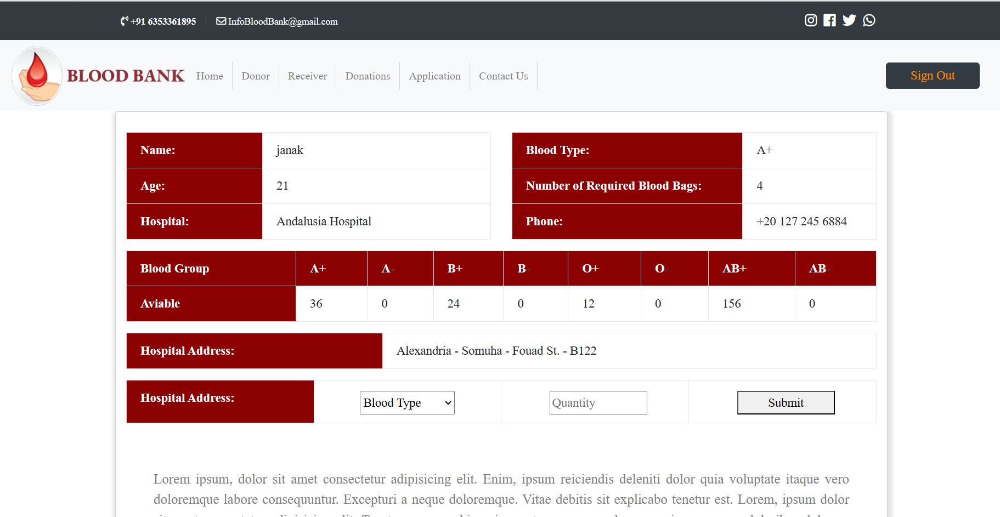 +91 6353361895 InfoBloodBank@gmail.com
BLOOD BANK Home Donor Receiver Donations Application Contact Us Sign Out
Name: janak Blood Type: A+
Age: 21 Number of Required Blood Bags: 4
Hospital: Andalusia Hospital Phone: +20 127 245 6884
Blood Group A+ A- B+ B- O+ O- AB+ AB-
Aviable 36 0 24 0 12 0 156 0
Hospital Address: Alexandria - Somuha - Fouad St. - B122
Hospital Address: Blood Type Quantity Submit
Lorem ipsum, dolor sit amet consectetur adipisicing elit. Enim, ipsum reiciendis deleniti dolor quia voluptate itaque vero
doloremque labore consequuntur. Excepturi a neque doloremque. Vitae debitis sit explicabo tenetur est. Lorem, ipsum dolor